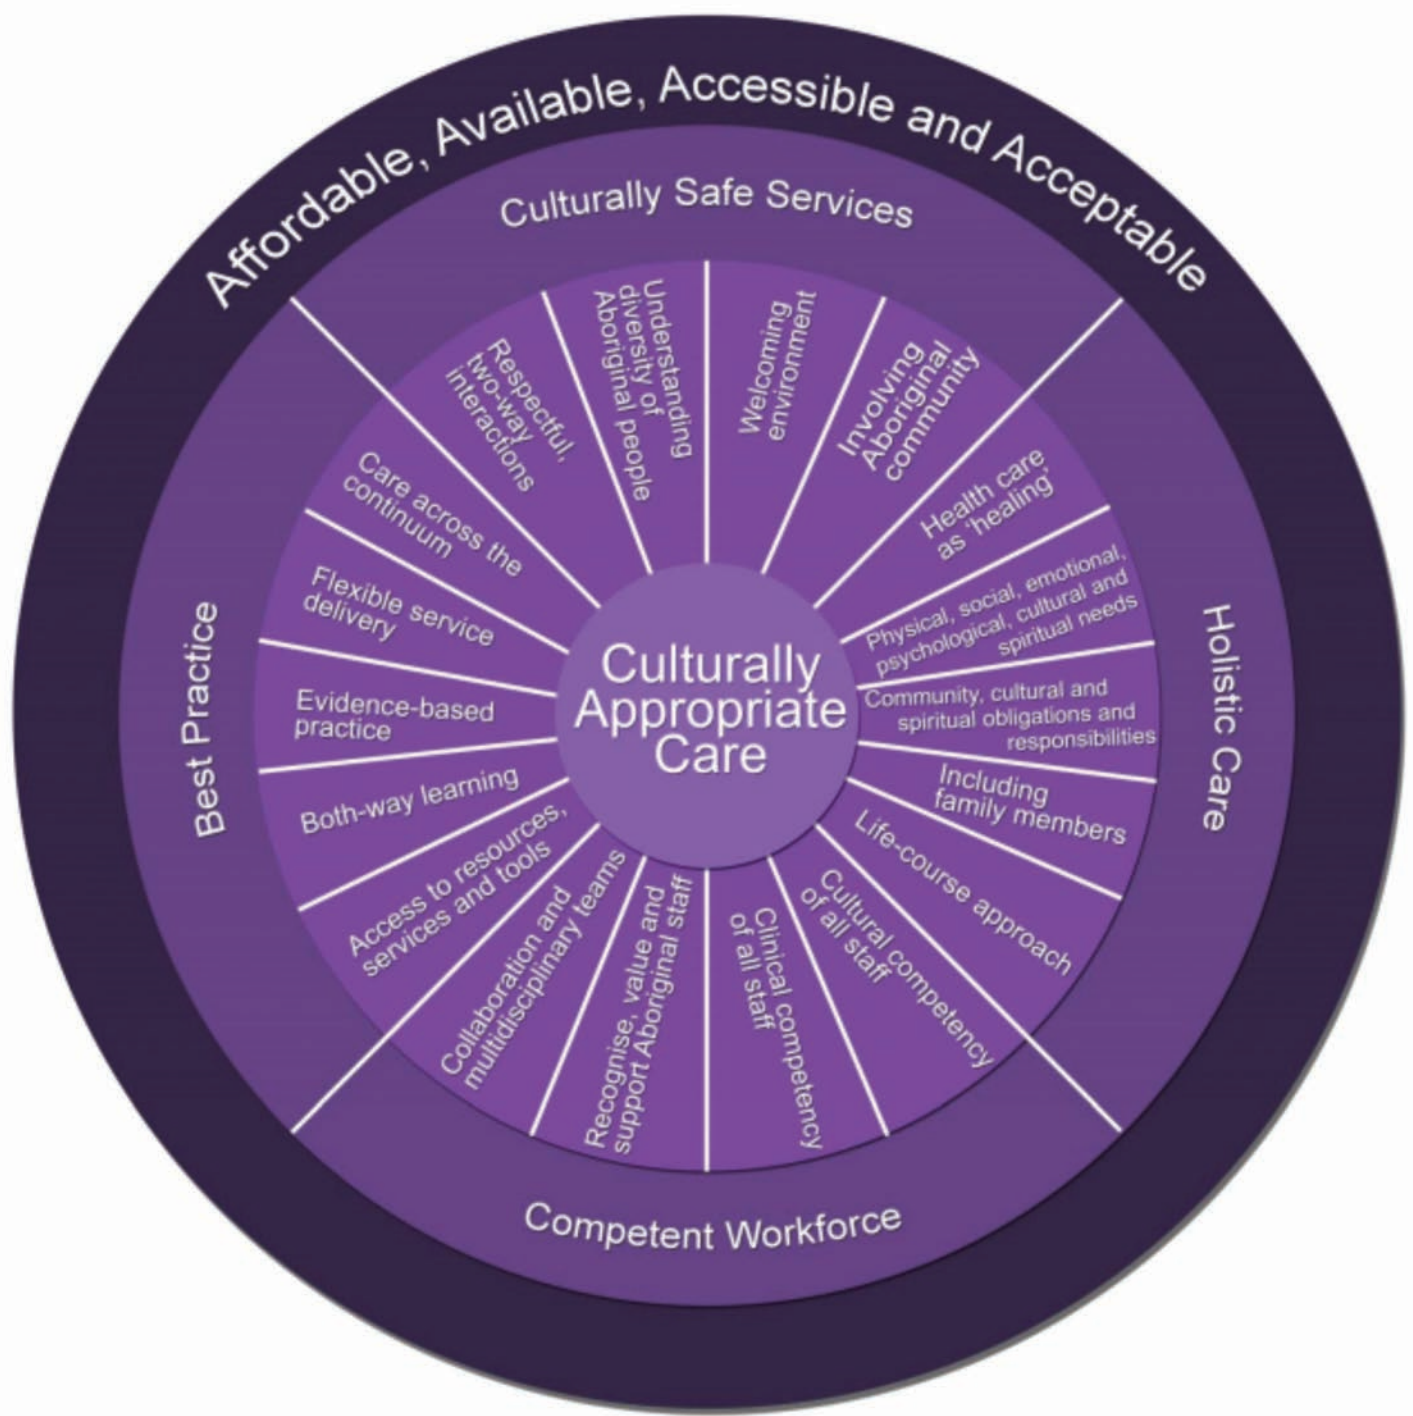 Affordable, Available, Accessible and Acceptable
Culturally Safe Services
Respectful,
two-way
interactions
Understanding
diversity of
Aboriginal people
Welcoming
environment
Involving
Aboriginal
community
Holistic Care
Health care
as ‘healing’
Physical, social, emotional,
psychological, cultural and
spiritual needs
Community, cultural and
spiritual obligations and
responsibilities
Including
family members
Life-course approach
Competent Workforce
Cultural competency
of all staff
Clinical competency
of all staff
Recognise, value and
support Aboriginal staff
Collaboration and
multidisciplinary teams
Best Practice
Access to resources,
services and tools
Both-way learning
Evidence-based
practice
Flexible service
delivery
Care across the
continuum
Culturally
Appropriate
Care